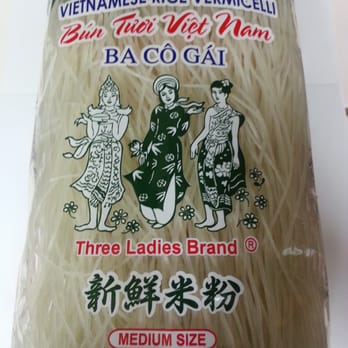 VIETNAMESE RICE VERMICELLI
Bún Tươi Việt Nam
BA CÔ GÁI
Three Ladies Brand ®
新鮮米粉
MEDIUM SIZE